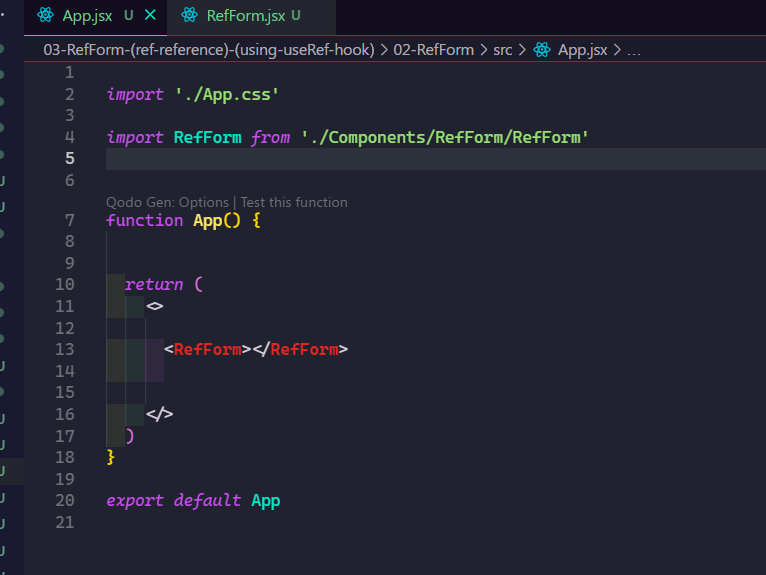 App.jsx U × RefForm.jsx U
03-RefForm-(ref-reference)-(using-useRef-hook) > 02-RefForm > src > App.jsx > ...
1
2 import './App.css'
3
4 import RefForm from './Components/RefForm/RefForm'
5
6
Qodo Gen: Options | Test this function
7 function App() {
8
9
10 return (
11 <>
12
13 <RefForm></RefForm>
14
15
16 </>
17 )
18 }
19
20 export default App
21
U
U
U
U
U
U
U
U
U
U